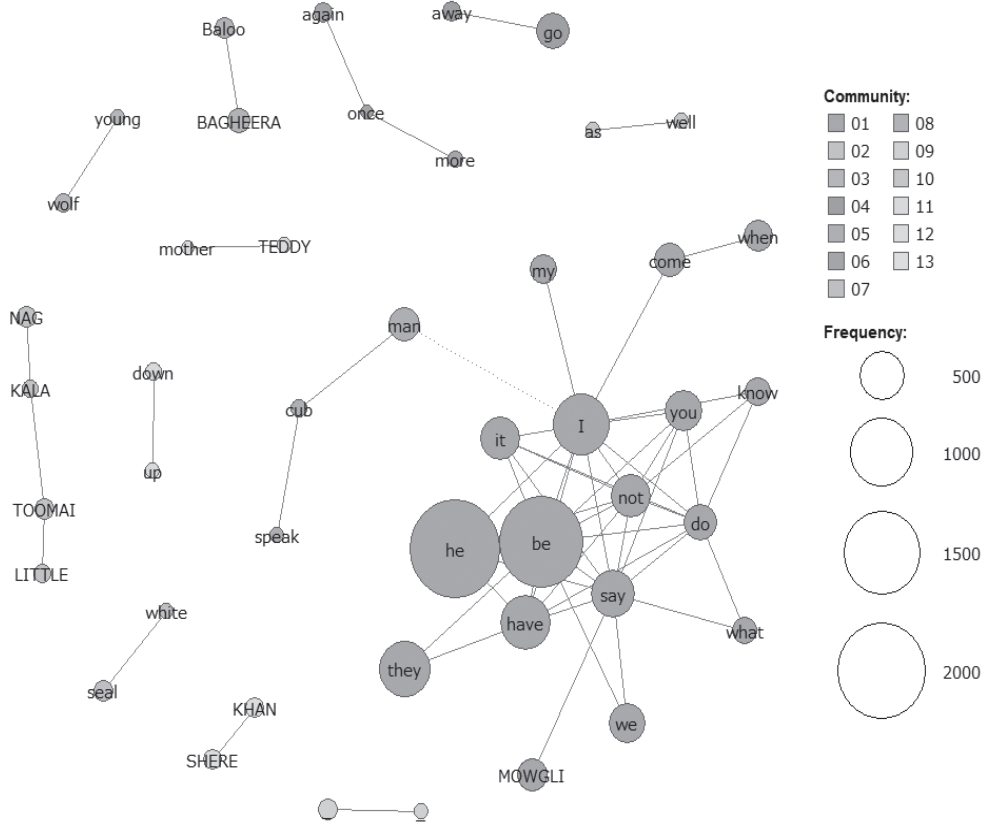 again
away
Baloo
go
once
young
BAGHEERA
as
well
more
wolf
mother
TEDDY
when
come
my
NAG
man
down
KALA
know
cub
you
I
it
up
not
TOOMAI
do
speak
he
be
LITTLE
say
white
have
what
they
seal
KHAN
we
SHERE
MOWGLI
_
_
Community:
01 08
02 09
03 10
04 11
05 12
06 13
07
Frequency:
500
1000
1500
2000